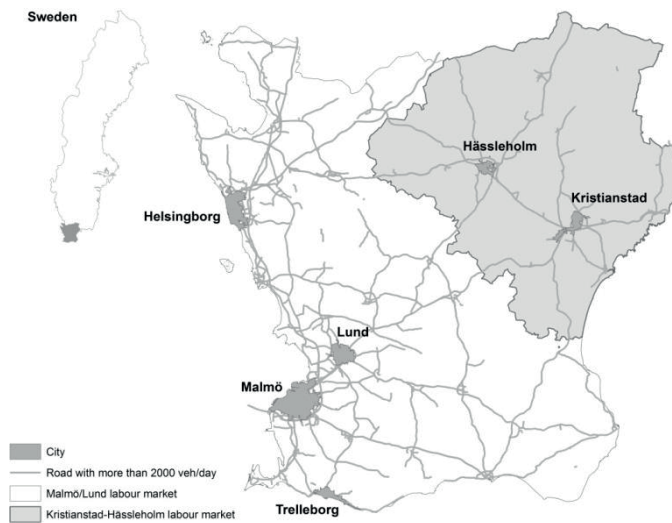 Sweden
Hässleholm
Kristianstad
Helsingborg
Lund
Malmö
City
Road with more than 2000 veh/day
Malmö/Lund labour market
Trelleborg
Kristianstad-Hässleholm labour market